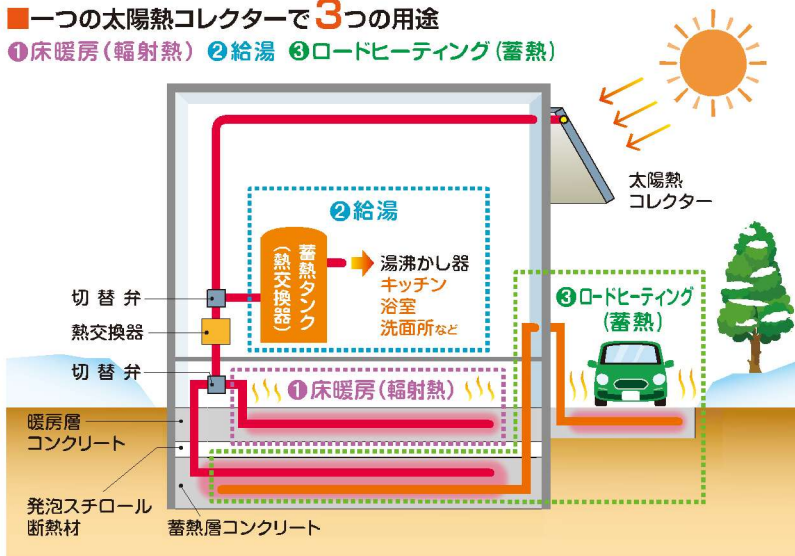 ■一つの太陽熱コレクターで3つの用途
❶床暖房(輻射熱) ❷給湯 ❸ロードヒーティング(蓄熱)
太陽熱
コレクター
❷給湯
蓄熱タンク
(熱交換器)
湯沸かし器
キッチン
浴室
洗面所など
切替弁
熱交換器
切替弁
❸ロードヒーティング
(蓄熱)
❶床暖房(輻射熱)
暖房層
コンクリート
発泡スチロール
断熱材
蓄熱層コンクリート